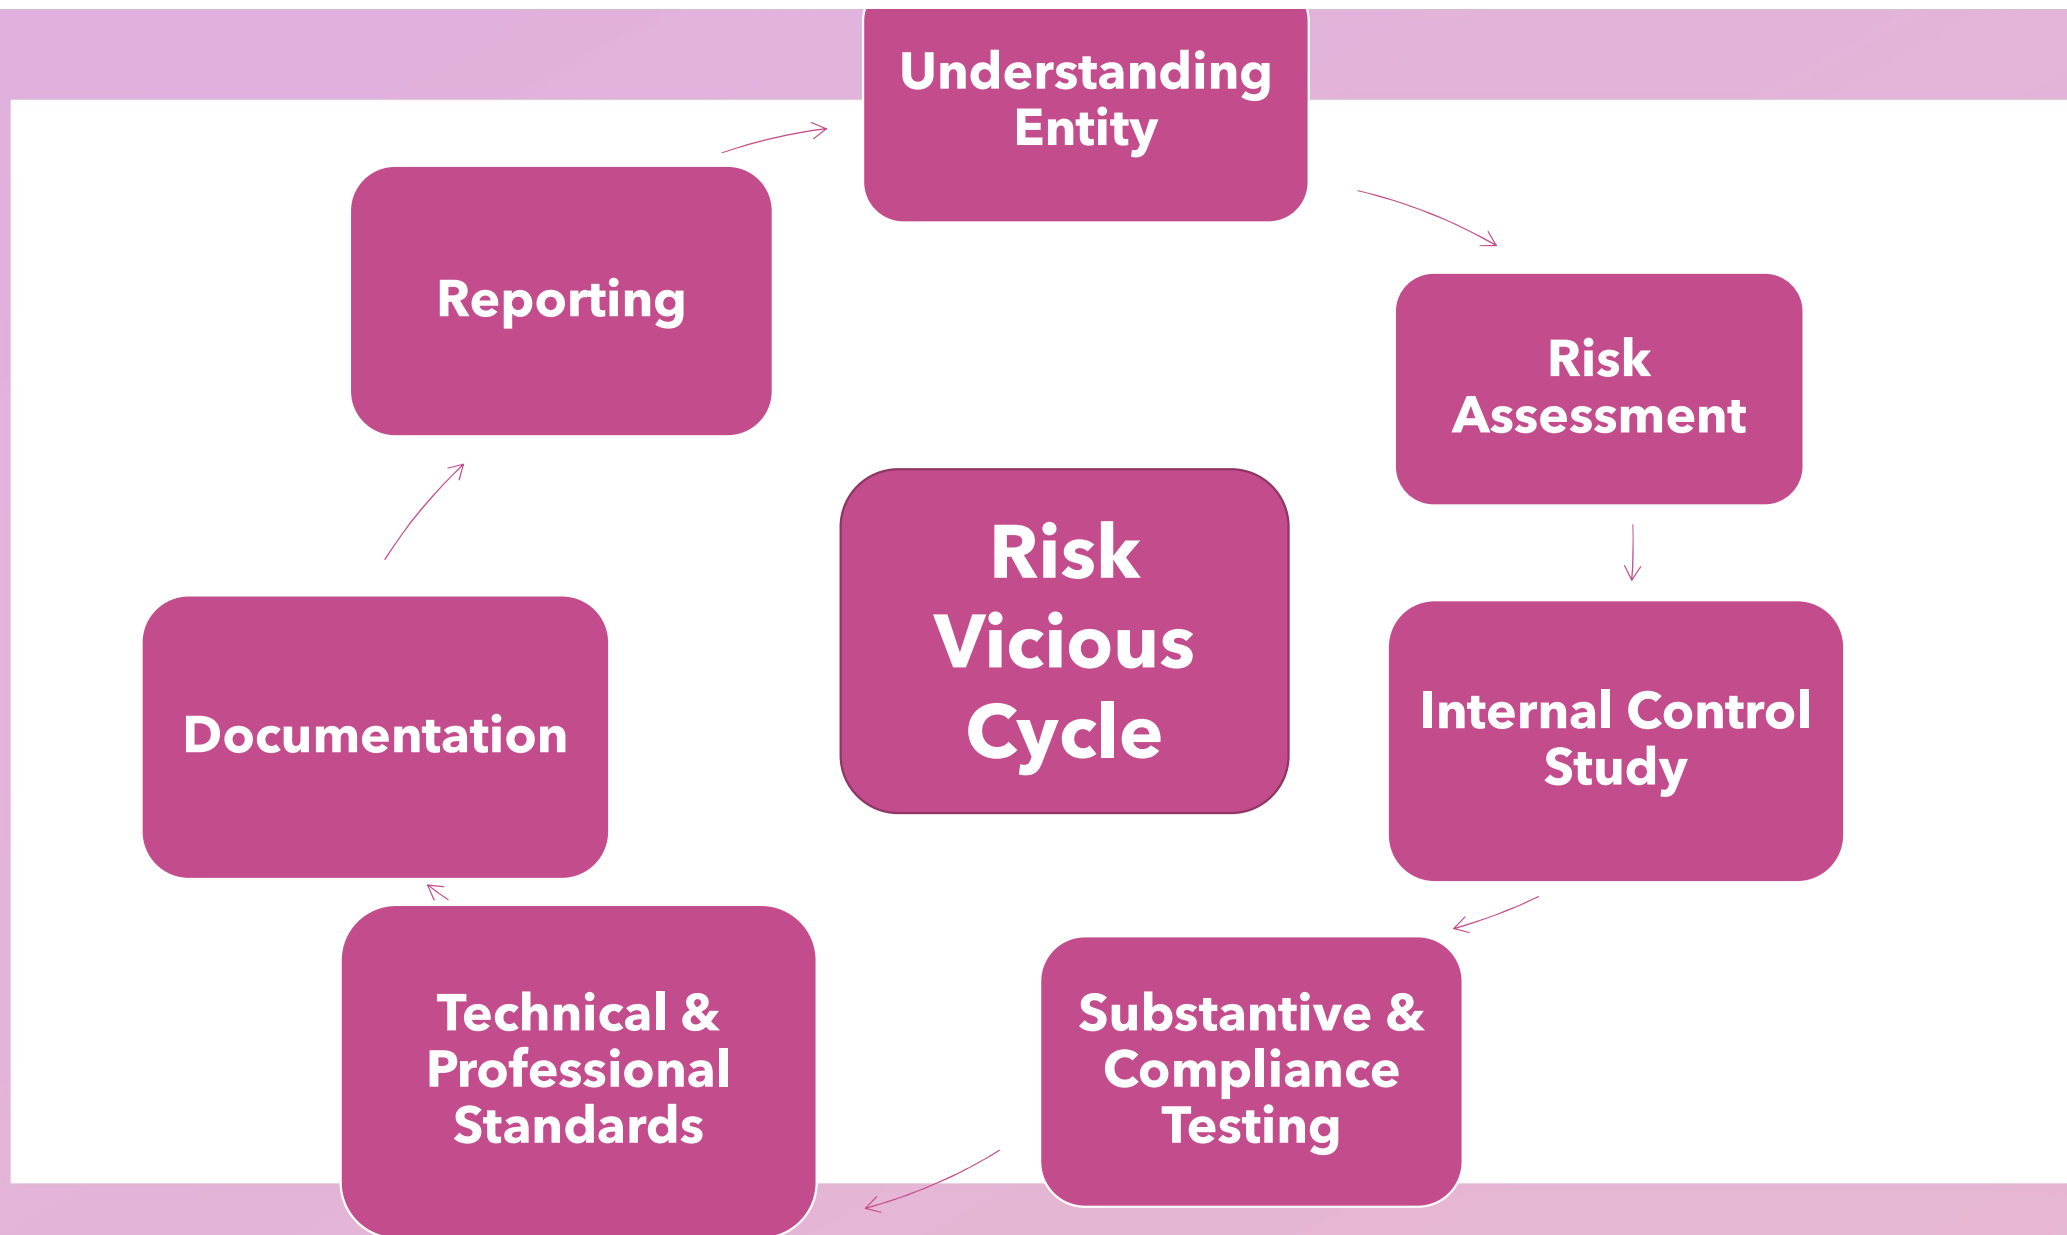 Understanding
Entity
Risk
Assessment
Internal Control
Study
Substantive &
Compliance
Testing
Technical &
Professional
Standards
Documentation
Reporting
Risk
Vicious
Cycle